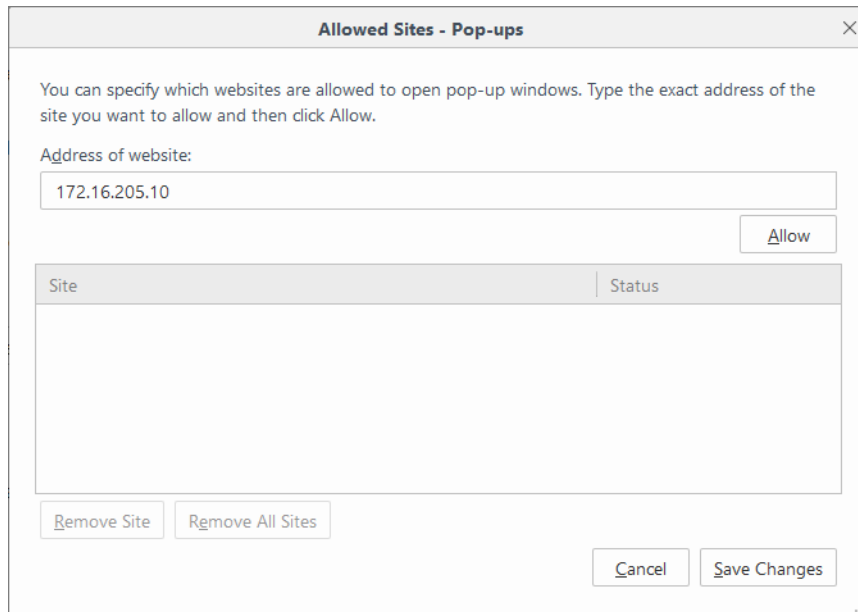 Allowed Sites - Pop-ups
You can specify which websites are allowed to open pop-up windows. Type the exact address of the
site you want to allow and then click Allow.
Address of website:
172.16.205.10
Allow
Site Status
Remove Site Remove All Sites
Cancel Save Changes